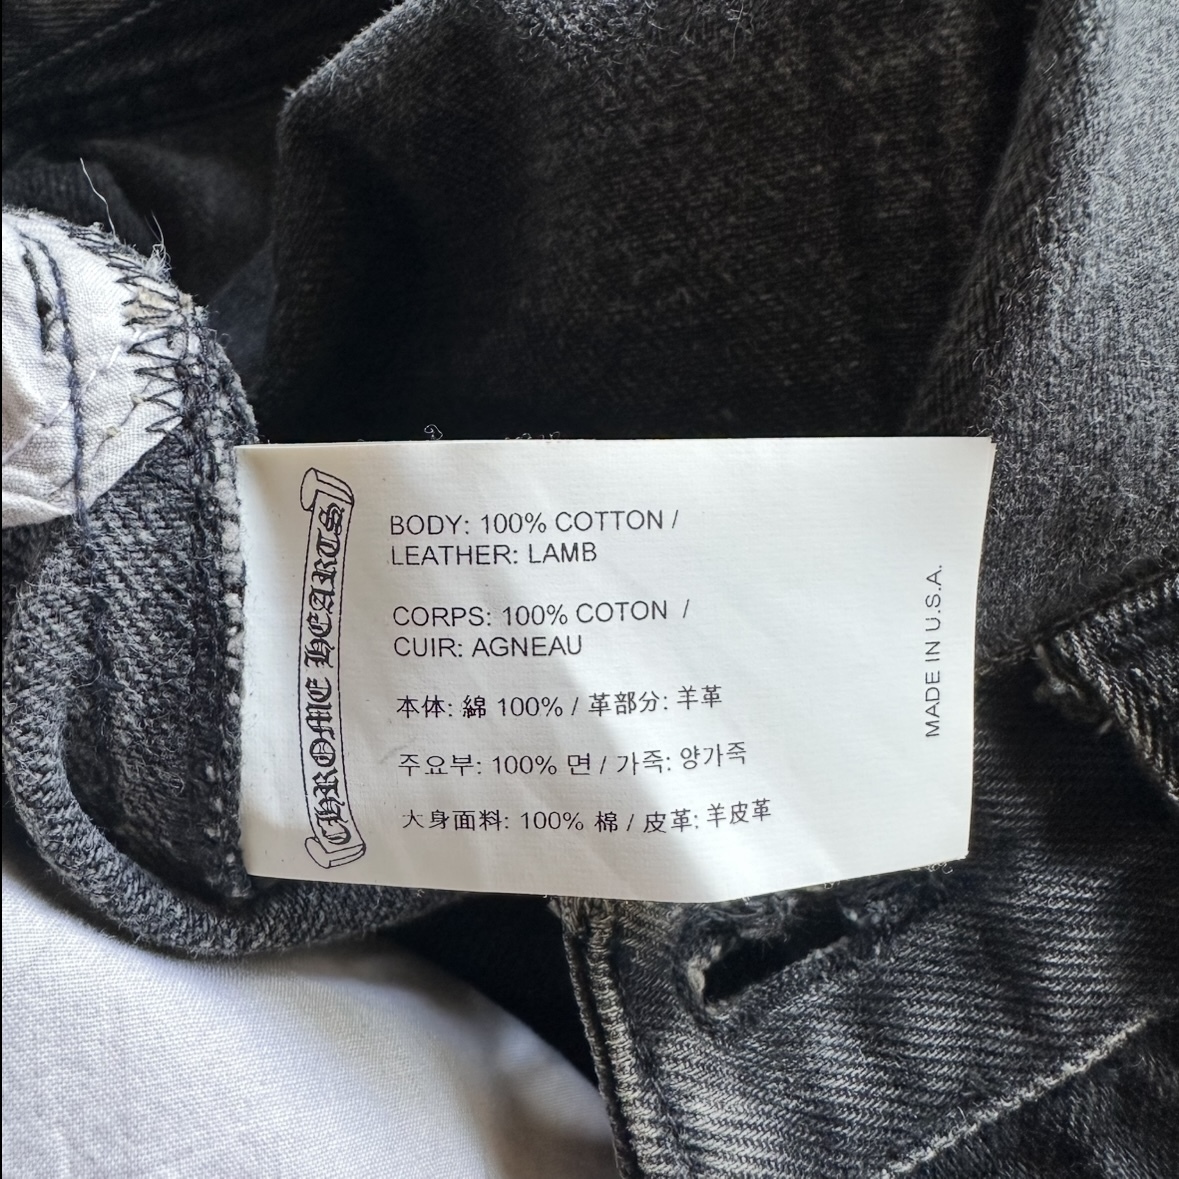 CHROME HEARTS
BODY: 100% COTTON /
LEATHER: LAMB
CORPS: 100% COTON /
CUIR: AGNEAU
本体: 綿 100% / 革部分: 羊革
주요부: 100% 면 / 가죽: 양가죽
大身面料: 100% 棉 / 皮革: 羊皮革
MADE IN U.S.A.